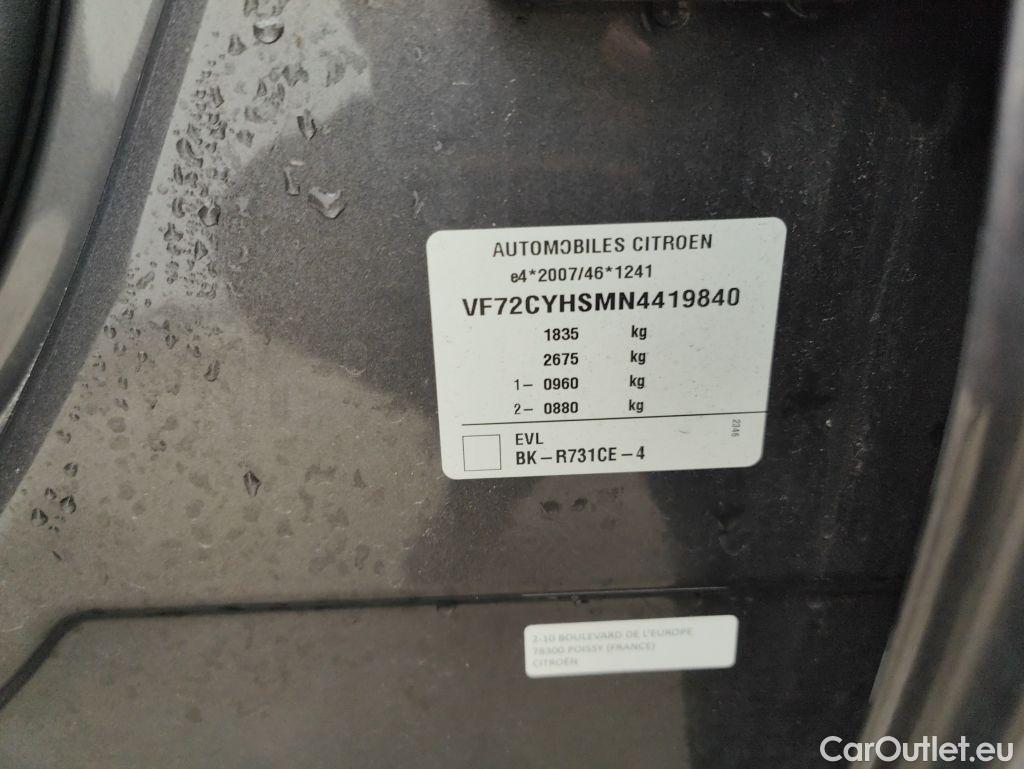 AUTOMOBILES CITROEN
e4*2007/46*1241
VF72CYHSMN4419840
1835 kg
2675 kg
1- 0960 kg
2- 0880 kg
2346
EVL
BK-R731CE-4
2-10 BOULEVARD DE L'EUROPE
78300 POISSY (FRANCE)
CITROËN
CarOutlet.eu